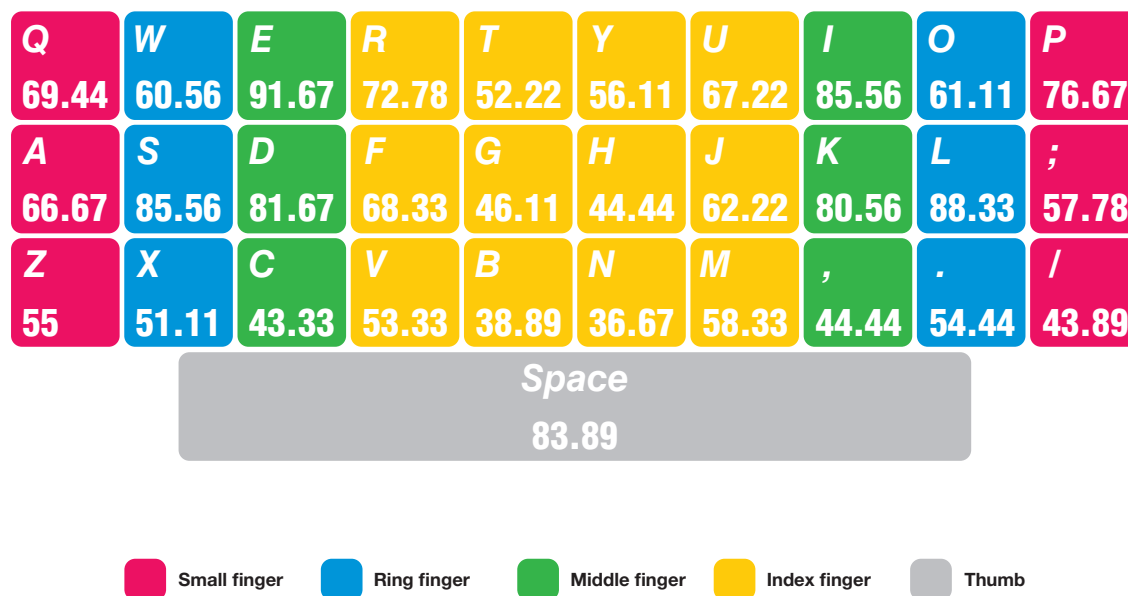 Q W E R T Y U I O P
69.44 60.56 91.67 72.78 52.22 56.11 67.22 85.56 61.11 76.67
A S D F G H J K L ;
66.67 85.56 81.67 68.33 46.11 44.44 62.22 80.56 88.33 57.78
Z X C V B N M , . /
55 51.11 43.33 53.33 38.89 36.67 58.33 44.44 54.44 43.89
Space
83.89
Small finger Ring finger Middle finger Index finger Thumb